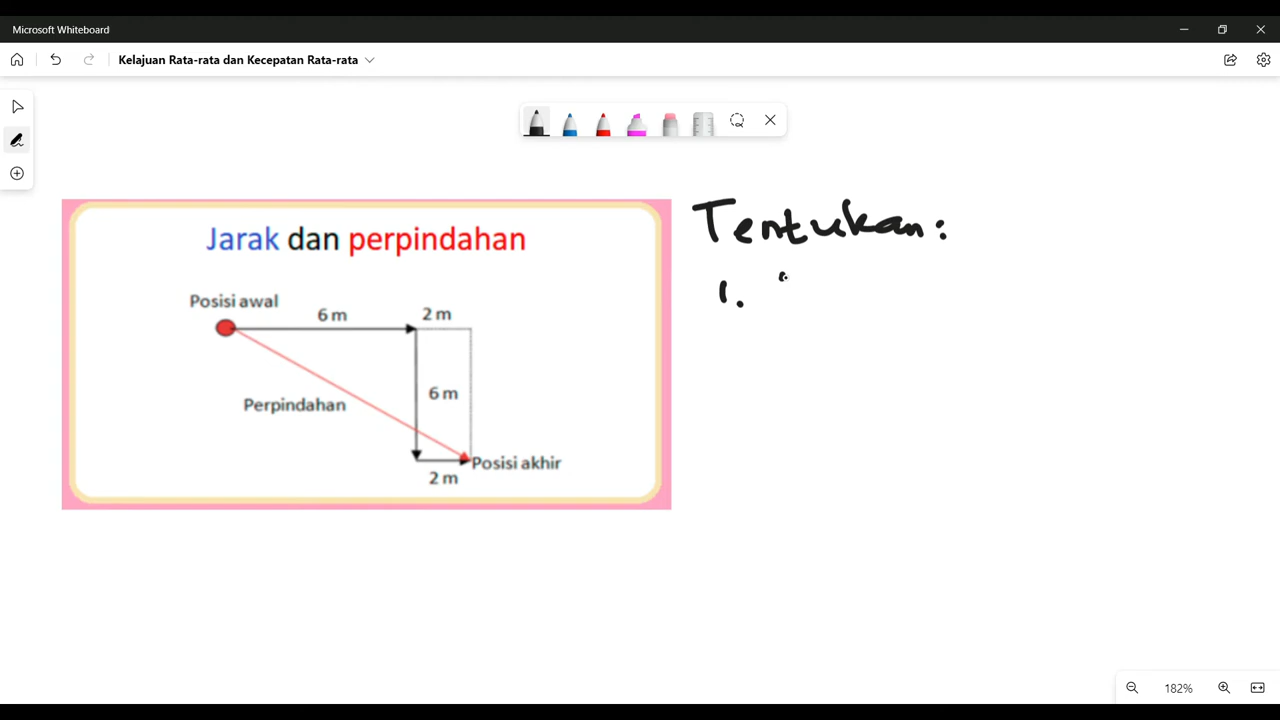 Microsoft Whiteboard
Kelajuan Rata-rata dan Kecepatan Rata-rata
Jarak dan perpindahan
Tentukan:
1.
Posisi awal
6 m
2 m
6 m
Perpindahan
Posisi akhir
2 m
182%